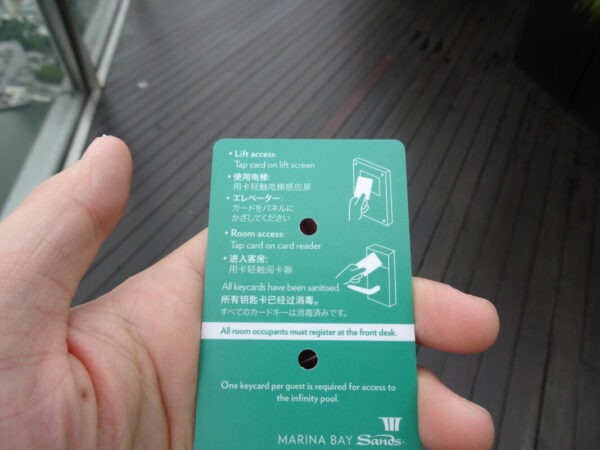 • Lift access:
Tap card on lift screen
• 使用电梯:
用卡轻触电梯感应屏
• エレベーター:
カードをパネルに
かざしてください
• Room access:
Tap card on card reader
• 进入客房:
用卡轻触阅卡器
All keycards have been sanitised.
所有钥匙卡已经过消毒。
すべてのカードキーは消毒済みです。
All room occupants must register at the front desk.
One keycard per guest is required for access to
the infinity pool.
MARINA BAY Sands